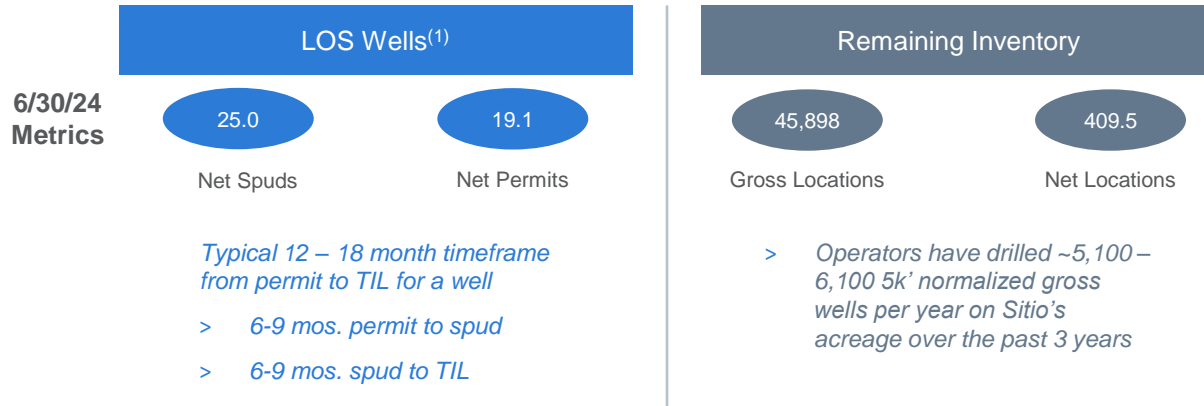 LOS Wells(1)
Remaining Inventory
6/30/24
Metrics
25.0
19.1
45,898
409.5
Net Spuds
Net Permits
Gross Locations
Net Locations
Typical 12 – 18 month timeframe
from permit to TIL for a well
> 6-9 mos. permit to spud
> 6-9 mos. spud to TIL
> Operators have drilled ~5,100 –
6,100 5k’ normalized gross
wells per year on Sitio’s
acreage over the past 3 years